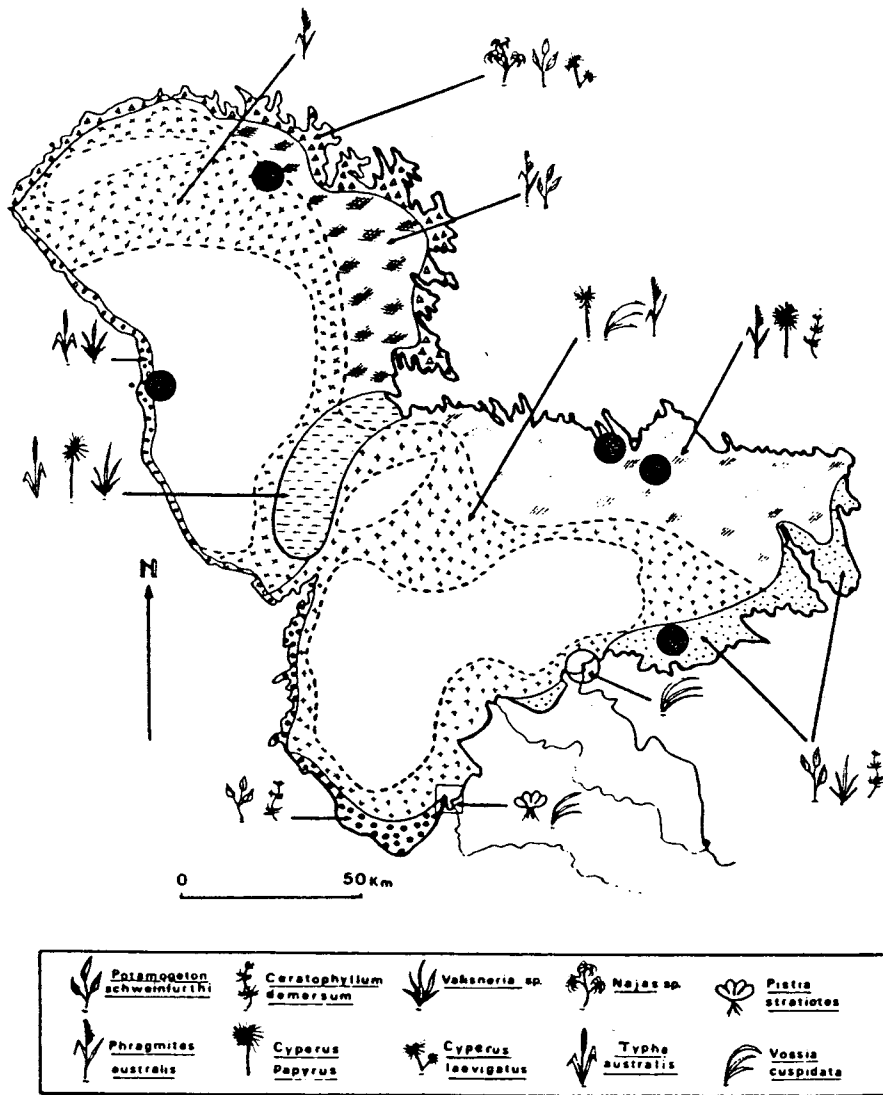 N
0 50 Km
Potamogeton
schweinfurthi
Ceratophyllum
demersum
Valisneria sp.
Najas sp.
Pistia
stratiotes
Phragmites
australis
Cyperus
Papyrus
Cyperus
laevigatus
Typha
australis
Vossia
cuspidata